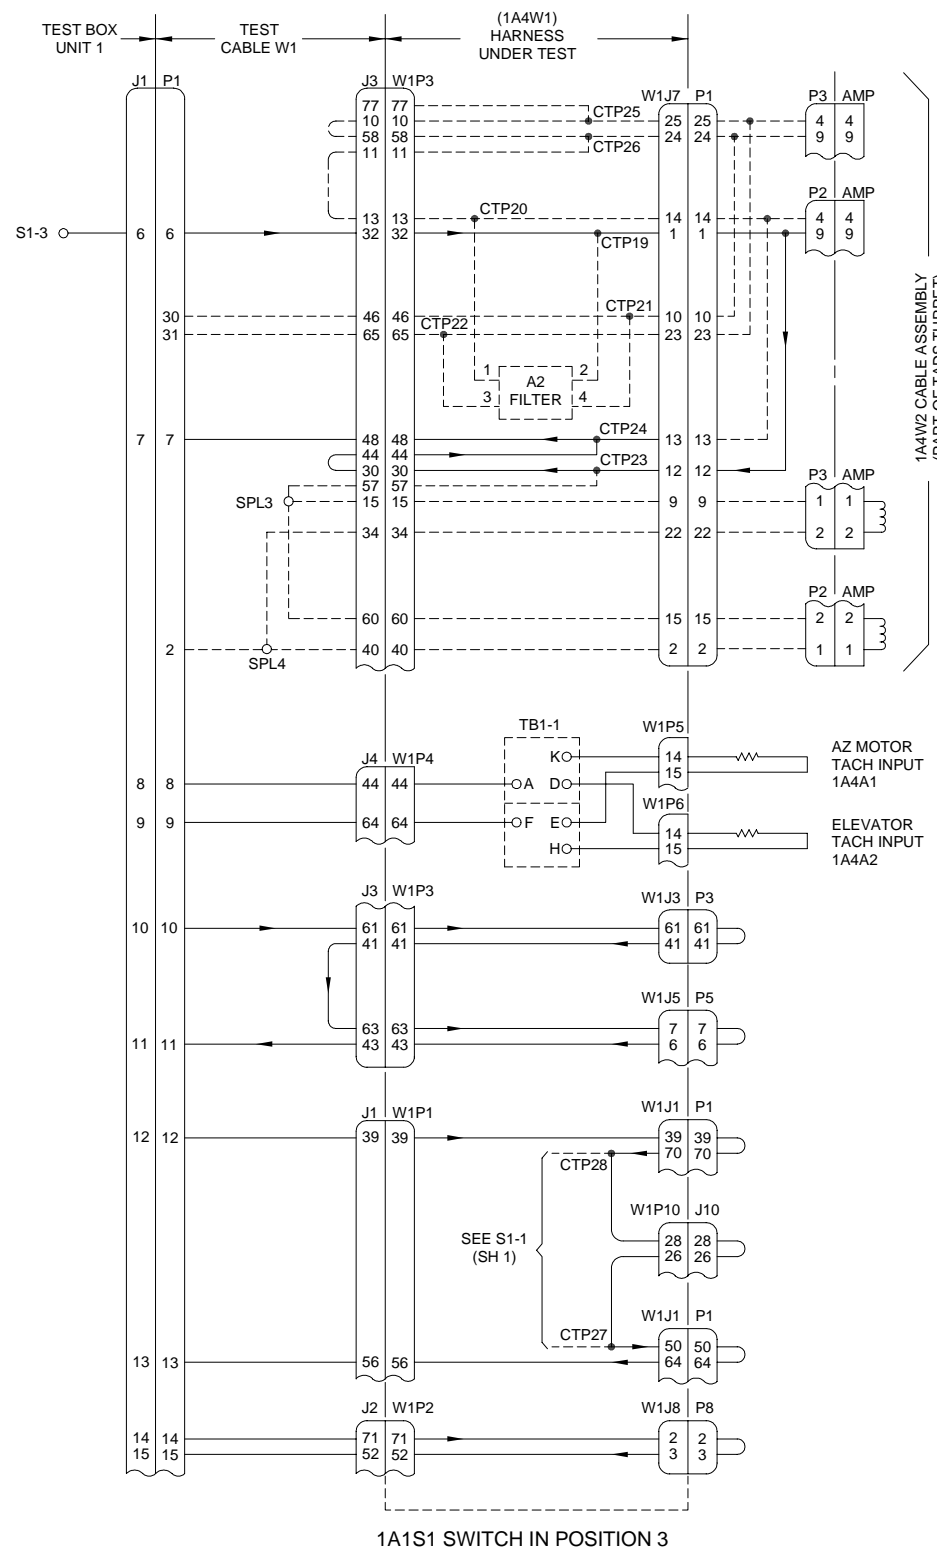 (1A4W1)
TEST BOX TEST HARNESS
UNIT 1 CABLE W1 UNDER TEST
J1 P1 J3 W1P3 W1J7 P1 P3 AMP
77 77
10 10 CTP25 25 25 4 4
58 58 24 24 9 9
11 11 CTP26
P2 AMP
13 13 CTP20 14 14 4 4
S1-3 6 6 32 32 CTP19 1 1 9 9
30 46 46 CTP21 10 10
31 65 65 CTP22 23 23
1 A2 2
3 FILTER 4
1A4W2 CABLE ASSEMBLY
7 7 48 48 CTP24 13 13
44 44
30 30 CTP23 12 12
57 57 P3 AMP
SPL3 15 15 9 9 1 1
34 34 22 22 2 2
P2 AMP
60 60 15 15 2 2
2 SPL4 40 40 2 2 1 1
TB1-1 W1P5
J4 W1P4 K 14 AZ MOTOR
15 TACH INPUT
8 8 44 44 A D 1A4A1
W1P6
9 9 64 64 F E 14 ELEVATOR
H 15 TACH INPUT
1A4A2
J3 W1P3 W1J3 P3
10 10 61 61 61 61
41 41 41 41
W1J5 P5
63 63 7 7
11 11 43 43 6 6
J1 W1P1 W1J1 P1
12 12 39 39 39 39
CTP28 70 70
W1P10 J10
SEE S1-1 28 28
(SH 1) 26 26
W1J1 P1
CTP27 50 50
13 13 56 56 64 64
J2 W1P2 W1J8 P8
14 14 71 71 2 2
15 15 52 52 3 3
1A1S1 SWITCH IN POSITION 3